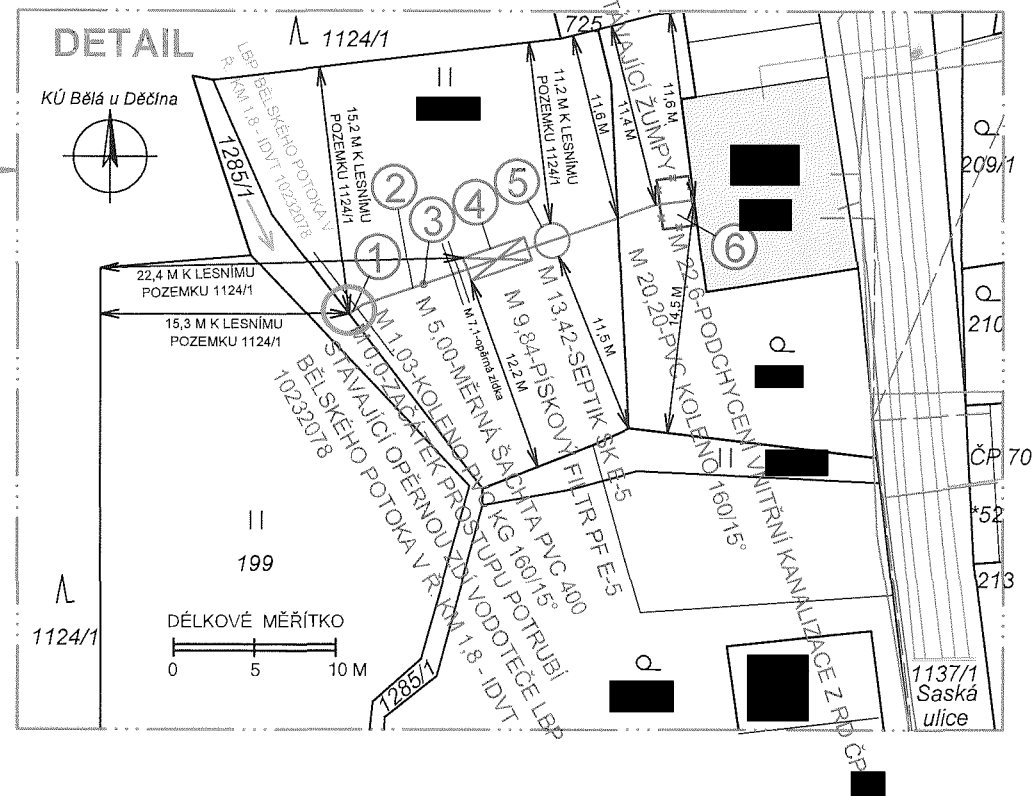 DETAIL
1124/1
725
KÚ Bělá u Děčína
LBP BĚLSKÉHO POTOKA V
Ř. KM 1,8 - IDVT 10232078
1285/1
15,2 M K LESNÍMU
POZEMKU 1124/1
11,2 M K LESNÍMU
POZEMKU 1124/1
11,6 M
11,4 M
11,6 M
TÁVAJÍCÍ ŽUMPY
209/1
1
2
3
4
5
6
22,4 M K LESNÍMU
POZEMKU 1124/1
15,3 M K LESNÍMU
POZEMKU 1124/1
M 0,0-ZAČÁTEK PROSTUPU POTRUBÍ
STÁVAJÍCÍ OPĚRNOU ZDÍ VODOTEČE LBP
BĚLSKÉHO POTOKA V Ř. KM 1,8 - IDVT
10232078
M 1,03-KOLENO PVC KG 160/15°
M 5,00-MĚRNÁ ŠACHTA PVC 400
M 7,1-opěrná zídka
12,2 M
M 9,84-PÍSKOVÝ FILTR PF E-5
M 13,42-SEPTIK SK E-5
11,5 M
M 20,20-PVC KOLENO 160/15°
14,5 M
M 22,6-PODCHYCENÍ VNITŘNÍ KANALIZACE Z RD ČP
210
ČP 70
*52
213
199
1124/1
DÉLKOVÉ MĚŘÍTKO
0 5 10 M
1285/1
1137/1
Saská
ulice